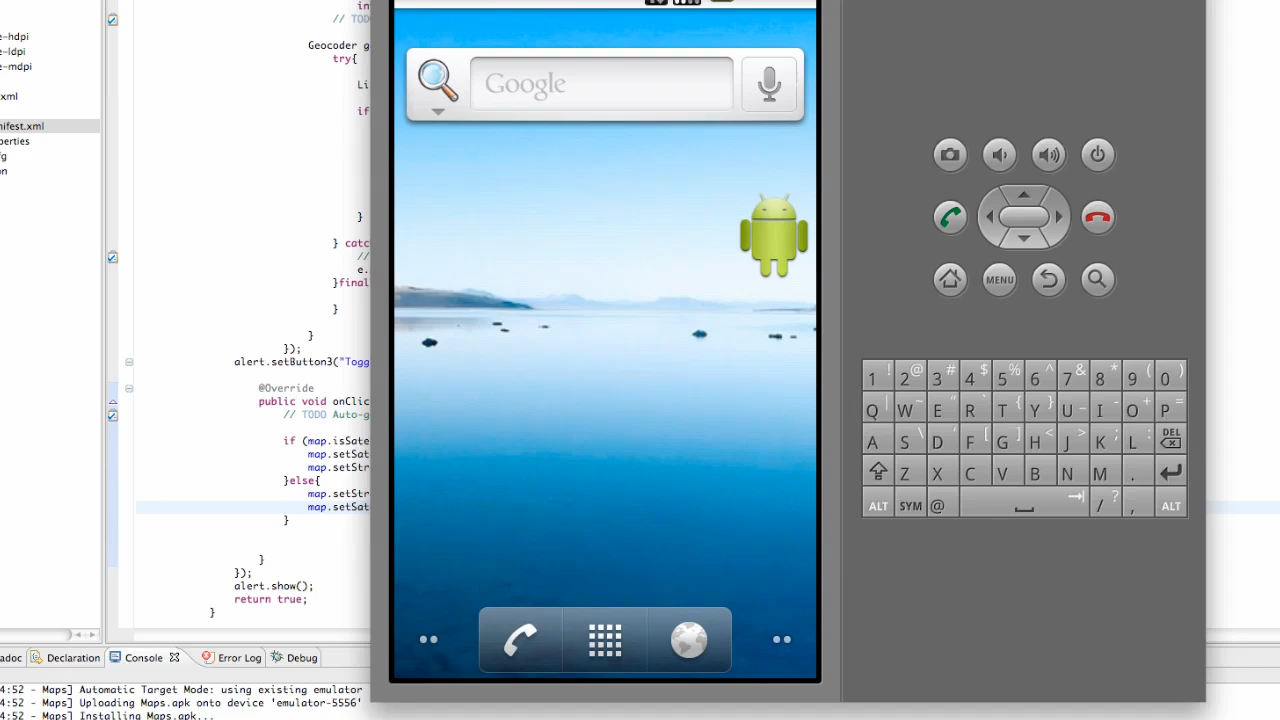 e-hdpi
e-ldpi
e-mdpi
.xml
nifest.xml
perties
fg
en
in
// TOD
Geocoder g
try{
Li
if
}
} catc
//
e.
}final
}
}
});
alert.setButton3("Togg
@Override
public void onClic
// TODO Auto-g
if (map.isSate
map.setSat
map.setStr
}else{
map.setStr
map.setSat
}
}
});
alert.show();
return true;
}
adoc Declaration Console Error Log Debug
4:52 - Maps] Automatic Target Mode: using existing emulator
4:52 - Maps] Uploading Maps.apk onto device 'emulator-5556'
4:52 - Maps] Installing Maps.apk...
Google
MENU
1 ! 2 @ 3 # 4 $ 5 % 6 ^ 7 & 8 * 9 ( 0 )
Q | W ~ E " R ` T { Y } U _ I - O + P =
A S \ D ' F [ G ] H < J > K ; L : DEL
Z X C V B N M .
ALT SYM @ / ? , ALT